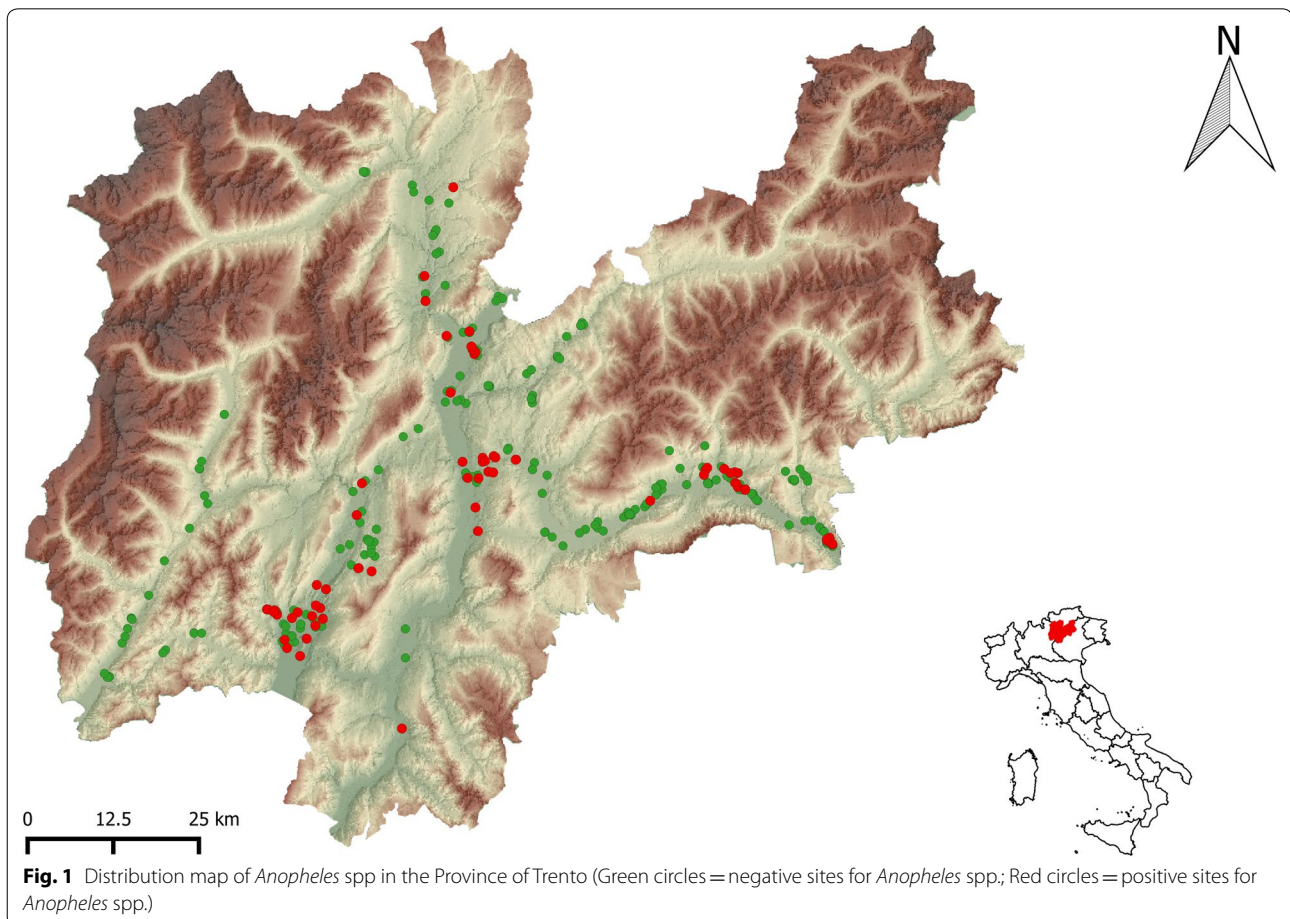 N
0 12.5 25 km
Fig. 1 Distribution map of Anopheles spp in the Province of Trento (Green circles = negative sites for Anopheles spp.; Red circles = positive sites for
Anopheles spp.)